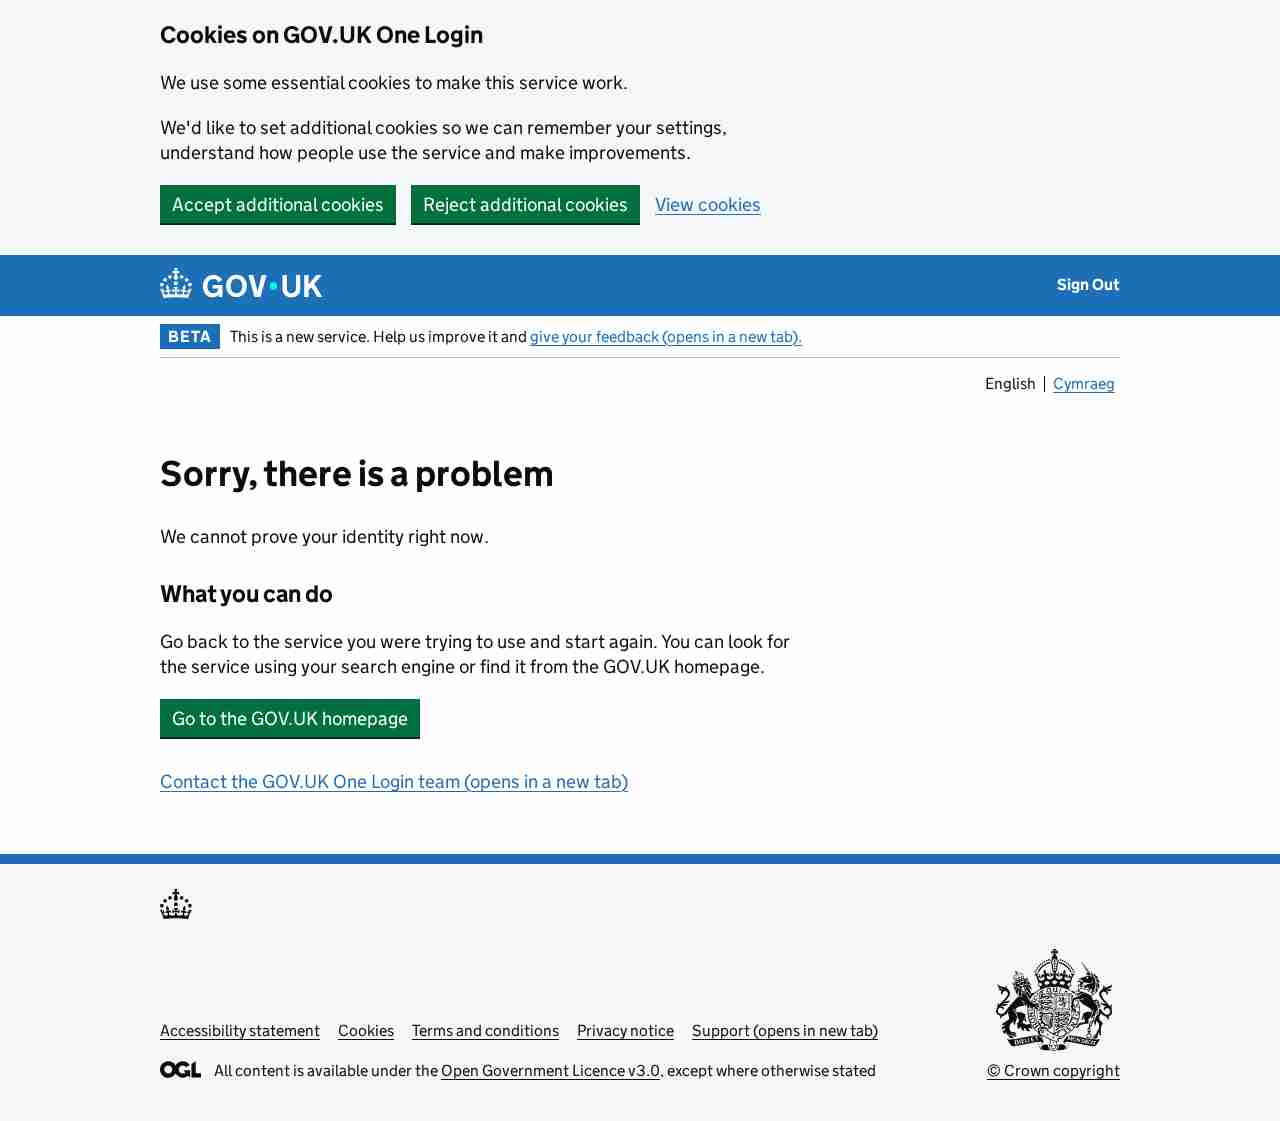 Cookies on GOV.UK One Login
We use some essential cookies to make this service work.
We'd like to set additional cookies so we can remember your settings,
understand how people use the service and make improvements.
Accept additional cookies Reject additional cookies View cookies
GOV·UK Sign Out
BETA This is a new service. Help us improve it and give your feedback (opens in a new tab).
English Cymraeg
Sorry, there is a problem
We cannot prove your identity right now.
What you can do
Go back to the service you were trying to use and start again. You can look for
the service using your search engine or find it from the GOV.UK homepage.
Go to the GOV.UK homepage
Contact the GOV.UK One Login team (opens in a new tab)
Accessibility statement Cookies Terms and conditions Privacy notice Support (opens in new tab)
OGL All content is available under the Open Government Licence v3.0, except where otherwise stated
© Crown copyright